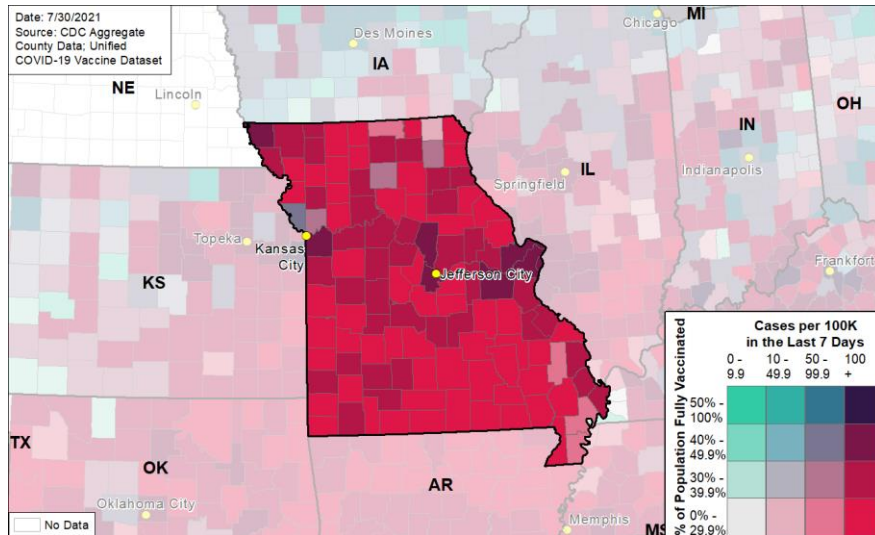 Date: 7/30/2021
Source: CDC Aggregate
County Data; Unified
COVID-19 Vaccine Dataset
Chicago
MI
Des Moines
IA
NE
Lincoln
OH
IN
IL
Indianapolis
Springfield
Topeka
Kansas
City
Jefferson City
Frankfort
KS
TX
OK
AR
Oklahoma City
Memphis
MS
No Data
Cases per 100K
in the Last 7 Days
0 - 10 - 50 - 100
9.9 49.9 99.9 +
% of Population Fully Vaccinated
50% -
100%
40% -
49.9%
30% -
39.9%
0% -
29.9%